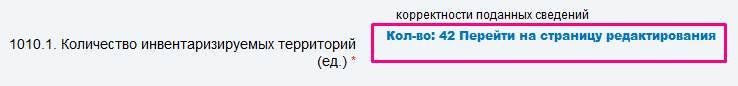 корректности поданных сведений
1010.1. Количество инвентаризируемых территорий (ед.) *
Кол-во: 42 Перейти на страницу редактирования